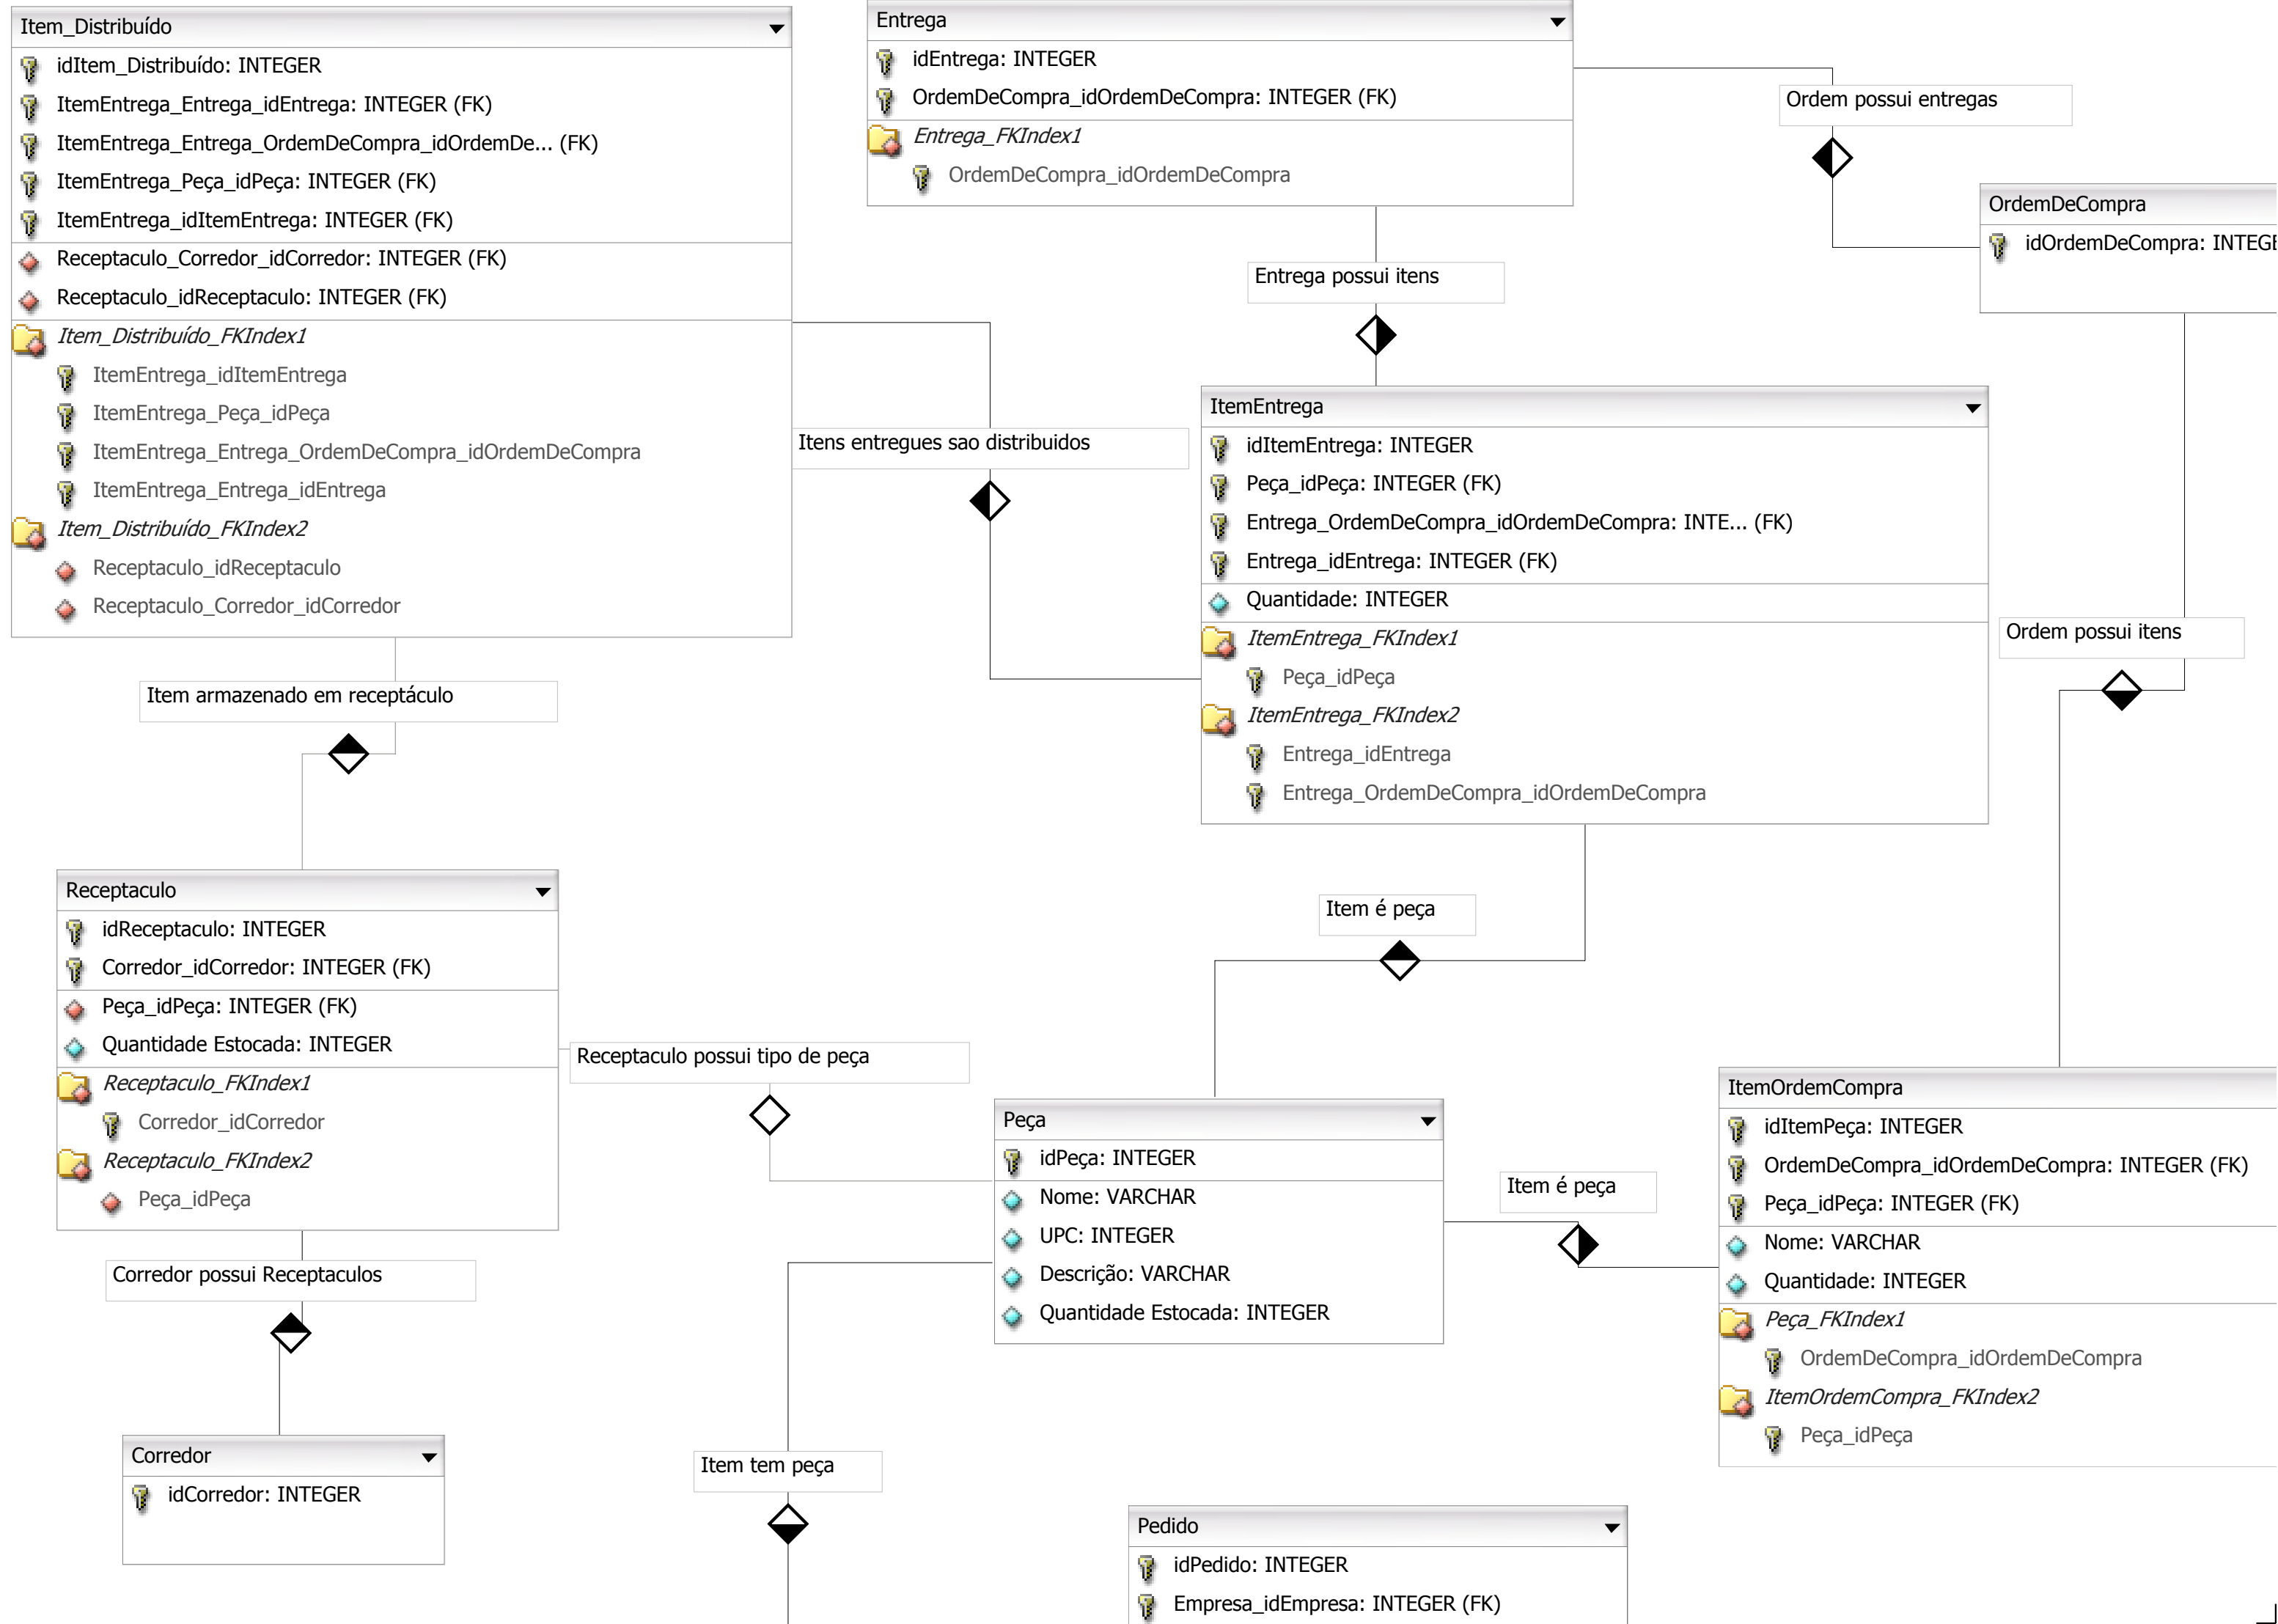 Item_Distribuído
idItem_Distribuído: INTEGER
ItemEntrega_Entrega_idEntrega: INTEGER (FK)
ItemEntrega_Entrega_OrdemDeCompra_idOrdemDe... (FK)
ItemEntrega_Peça_idPeça: INTEGER (FK)
ItemEntrega_idItemEntrega: INTEGER (FK)
Receptaculo_Corredor_idCorredor: INTEGER (FK)
Receptaculo_idReceptaculo: INTEGER (FK)
Item_Distribuído_FKIndex1
ItemEntrega_idItemEntrega
ItemEntrega_Peça_idPeça
ItemEntrega_Entrega_OrdemDeCompra_idOrdemDeCompra
ItemEntrega_Entrega_idEntrega
Item_Distribuído_FKIndex2
Receptaculo_idReceptaculo
Receptaculo_Corredor_idCorredor
Entrega
idEntrega: INTEGER
OrdemDeCompra_idOrdemDeCompra: INTEGER (FK)
Entrega_FKIndex1
OrdemDeCompra_idOrdemDeCompra
Ordem possui entregas
OrdemDeCompra
idOrdemDeCompra: INTEGE
Entrega possui itens
Itens entregues sao distribuidos
ItemEntrega
idItemEntrega: INTEGER
Peça_idPeça: INTEGER (FK)
Entrega_OrdemDeCompra_idOrdemDeCompra: INTE... (FK)
Entrega_idEntrega: INTEGER (FK)
Quantidade: INTEGER
ItemEntrega_FKIndex1
Peça_idPeça
ItemEntrega_FKIndex2
Entrega_idEntrega
Entrega_OrdemDeCompra_idOrdemDeCompra
Ordem possui itens
Item armazenado em receptáculo
Receptaculo
idReceptaculo: INTEGER
Corredor_idCorredor: INTEGER (FK)
Peça_idPeça: INTEGER (FK)
Quantidade Estocada: INTEGER
Receptaculo_FKIndex1
Corredor_idCorredor
Receptaculo_FKIndex2
Peça_idPeça
Item é peça
Receptaculo possui tipo de peça
Peça
idPeça: INTEGER
Nome: VARCHAR
UPC: INTEGER
Descrição: VARCHAR
Quantidade Estocada: INTEGER
Item é peça
ItemOrdemCompra
idItemPeça: INTEGER
OrdemDeCompra_idOrdemDeCompra: INTEGER (FK)
Peça_idPeça: INTEGER (FK)
Nome: VARCHAR
Quantidade: INTEGER
Peça_FKIndex1
OrdemDeCompra_idOrdemDeCompra
ItemOrdemCompra_FKIndex2
Peça_idPeça
Corredor possui Receptaculos
Corredor
idCorredor: INTEGER
Item tem peça
Pedido
idPedido: INTEGER
Empresa_idEmpresa: INTEGER (FK)